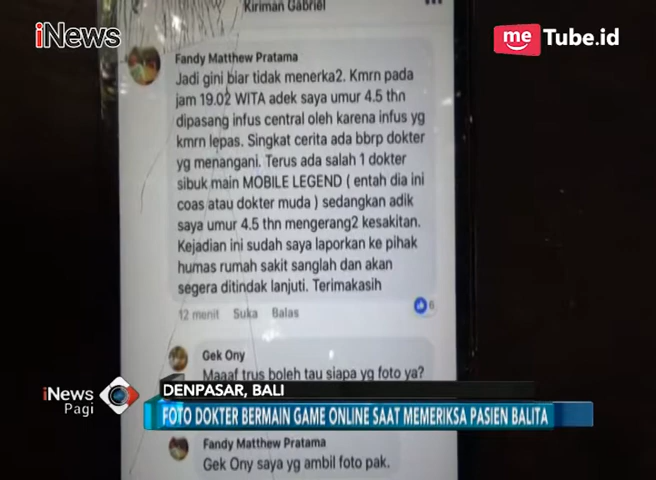 Kiriman Gabriel
iNews
me Tube.id
Fandy Matthew Pratama
Jadi gini biar tidak menerka2. Kmrn pada
jam 19.02 WITA adek saya umur 4.5 thn
dipasang infus central oleh karena infus yg
kmrn lepas. Singkat cerita ada bbrp dokter
yg menangani. Terus ada salah 1 dokter
sibuk main MOBILE LEGEND ( entah dia ini
coas atau dokter muda ) sedangkan adik
saya umur 4.5 thn mengerang2 kesakitan.
Kejadian ini sudah saya laporkan ke pihak
humas rumah sakit sanglah dan akan
segera ditindak lanjuti. Terimakasih
12 menit Suka Balas 6
Gek Ony
Maaaf trus boleh tau siapa yg foto ya?
iNews
Pagi
DENPASAR, BALI
FOTO DOKTER BERMAIN GAME ONLINE SAAT MEMERIKSA PASIEN BALITA
Fandy Matthew Pratama
Gek Ony saya yg ambil foto pak.